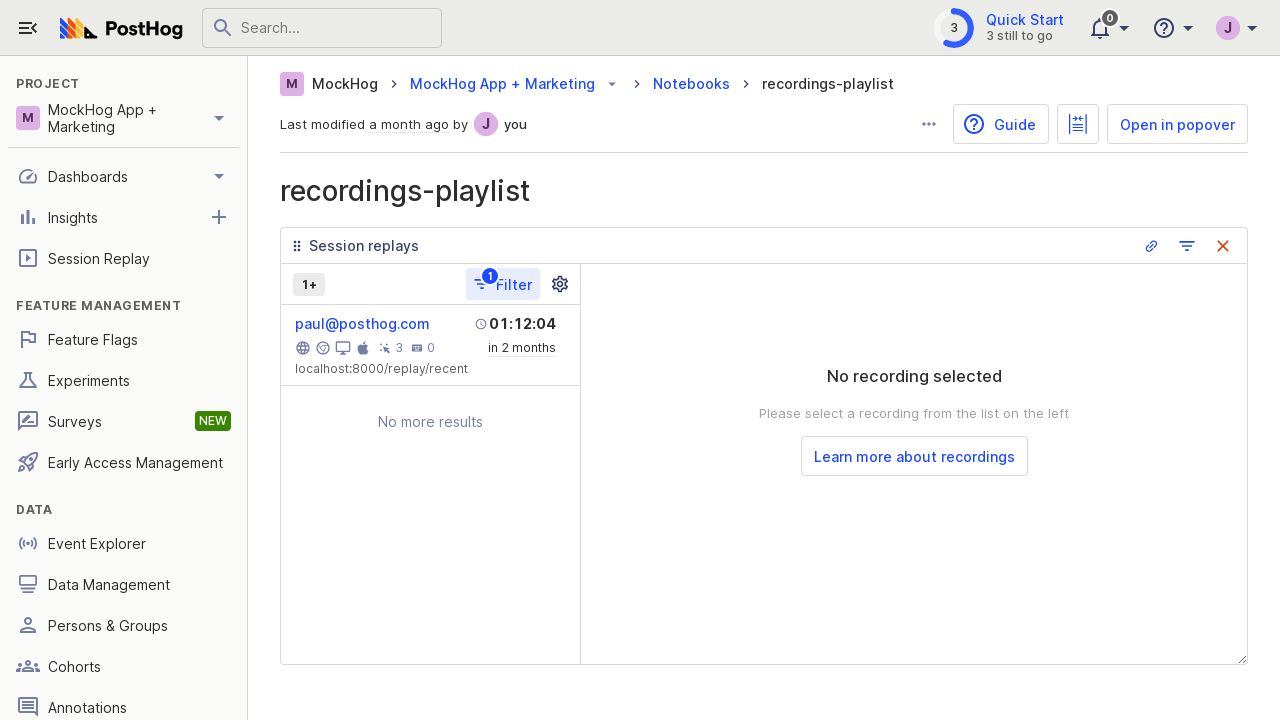 PostHog
Search...
3
Quick Start
3 still to go
0
J
PROJECT
M
MockHog App +
Marketing
Dashboards
Insights
Session Replay
FEATURE MANAGEMENT
Feature Flags
Experiments
Surveys
NEW
Early Access Management
DATA
Event Explorer
Data Management
Persons & Groups
Cohorts
Annotations
M MockHog
MockHog App + Marketing
Notebooks
recordings-playlist
Last modified a month ago by J you
Guide
Open in popover
recordings-playlist
Session replays
1+
1
Filter
paul@posthog.com
01:12:04
3 0
in 2 months
localhost:8000/replay/recent
No more results
No recording selected
Please select a recording from the list on the left
Learn more about recordings